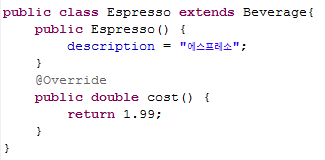 public class Espresso extends Beverage{
    public Espresso() {
        description = "에스프레소";
    }
    @Override
    public double cost() {
        return 1.99;
    }
}